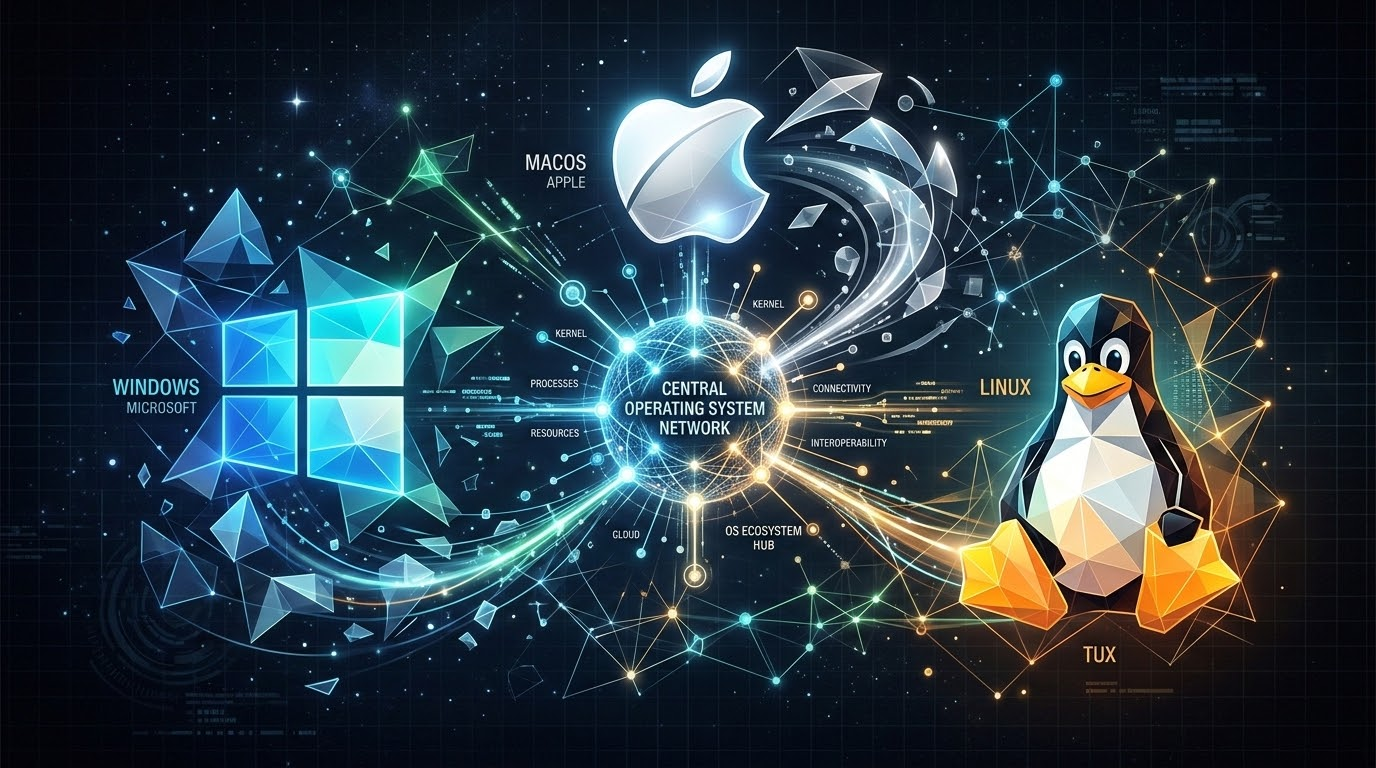 MACOS
APPLE
KERNEL
KERNEL
WINDOWS
MICROSOFT
PROCESSES
RESOURCES
CENTRAL
OPERATING SYSTEM
NETWORK
CONNECTIVITY
INTEROPERABILITY
LINUX
CLOUD
OS ECOSYSTEM
HUB
TUX